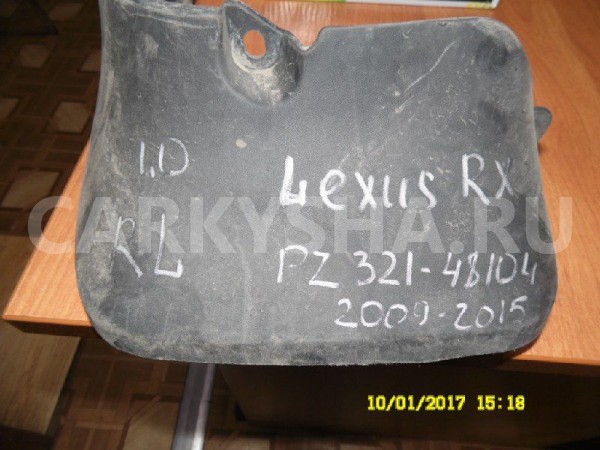 1.0 Lexus RX
RL PZ 321-48104
2009-2015
CARKYSHA.RU
10/01/2017 15:18